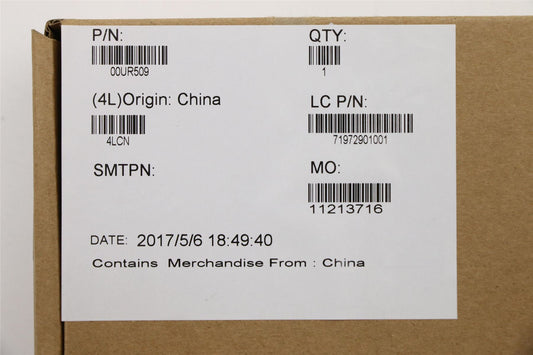 P/N: QTY:
00UR509 1
(4L)Origin: China LC P/N:
4LCN 71972901001
SMTPN: MO:
11213716
DATE: 2017/5/6 18:49:40
Contains Merchandise From : China